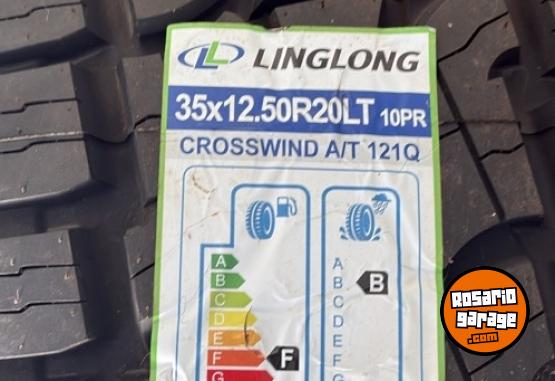 LINGLONG
35x12.50R20LT 10PR
CROSSWIND A/T 121Q
A
B
C
D
E
F
G
F
A
B
C
D
E
F
G
B
Rosario
garage
.com